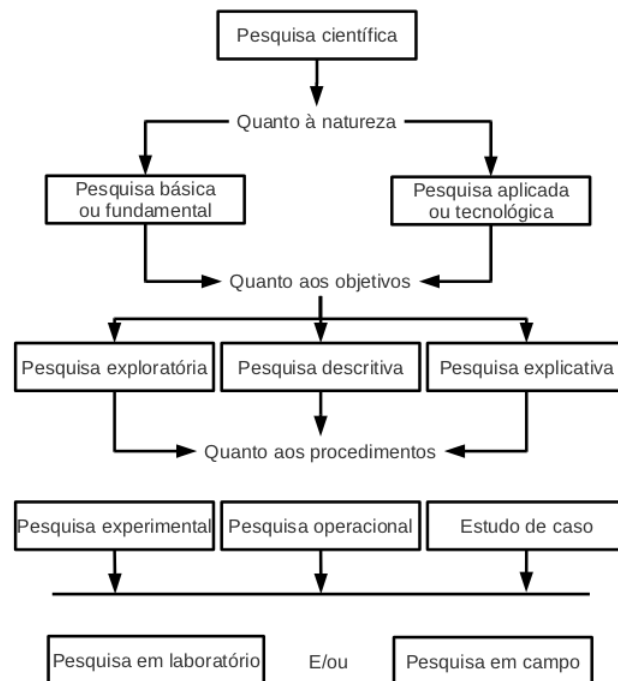 Pesquisa científica
Quanto à natureza
Pesquisa básica
ou fundamental
Pesquisa aplicada
ou tecnológica
Quanto aos objetivos
Pesquisa exploratória
Pesquisa descritiva
Pesquisa explicativa
Quanto aos procedimentos
Pesquisa experimental
Pesquisa operacional
Estudo de caso
Pesquisa em laboratório
E/ou
Pesquisa em campo